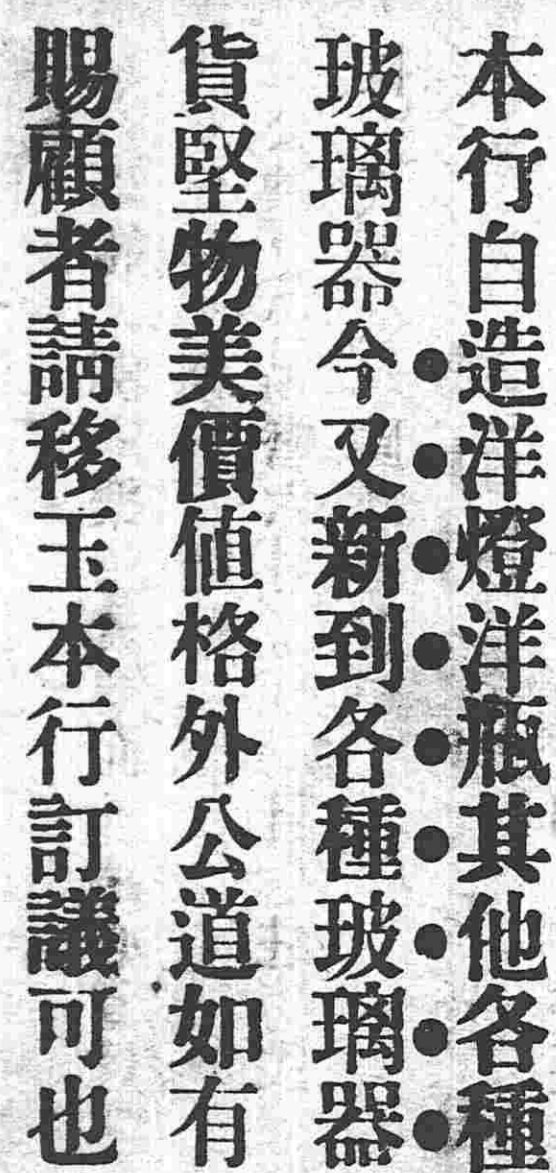 本行自造洋燈洋瓶其他各種
玻璃器今又新到各種玻璃器
貨堅物美價値格外公道如有
賜顧者請移玉本行訂議可也